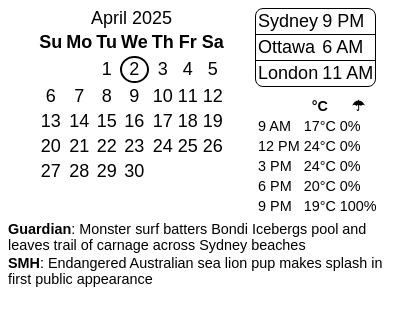 April 2025
Su Mo Tu We Th Fr Sa
1 2 3 4 5
6 7 8 9 10 11 12
13 14 15 16 17 18 19
20 21 22 23 24 25 26
27 28 29 30
Sydney 9 PM
Ottawa 6 AM
London 11 AM
°C ☂
9 AM 17°C 0%
12 PM 24°C 0%
3 PM 24°C 0%
6 PM 20°C 0%
9 PM 19°C 100%
Guardian: Monster surf batters Bondi Icebergs pool and
leaves trail of carnage across Sydney beaches
SMH: Endangered Australian sea lion pup makes splash in
first public appearance